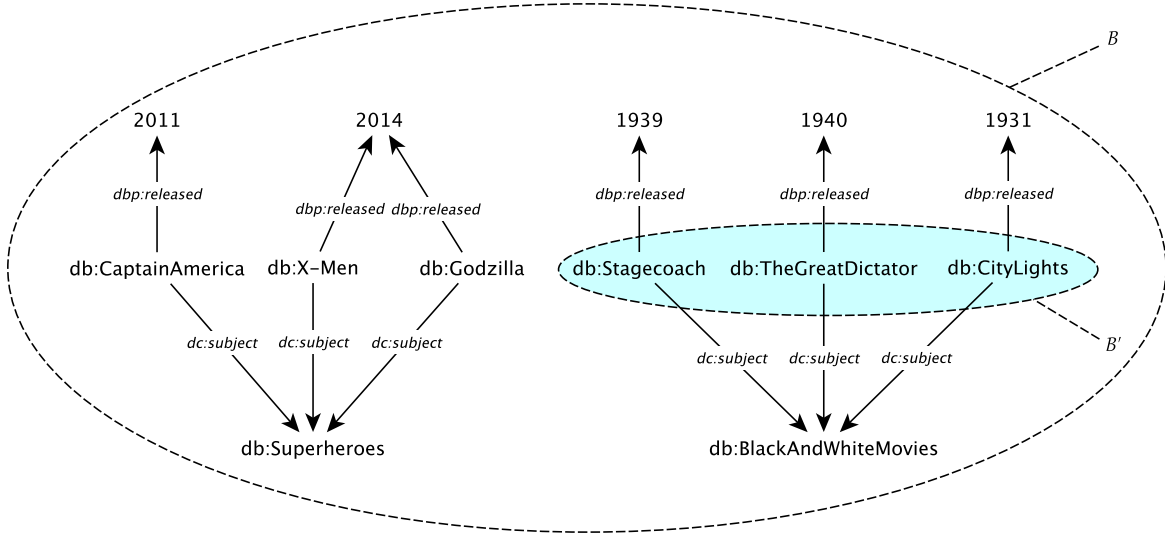 B
2011 2014 1939 1940 1931
dbp:released dbp:released dbp:released dbp:released
dbp:released dbp:released
db:CaptainAmerica db:X-Men db:Godzilla db:Stagecoach db:TheGreatDictator db:CityLights
dc:subject dc:subject dc:subject
B'
dc:subject dc:subject dc:subject
db:Superheroes db:BlackAndWhiteMovies